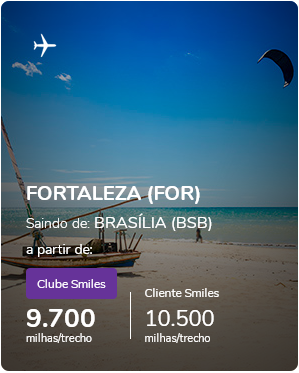 FORTALEZA (FOR)
Saindo de: BRASÍLIA (BSB)
a partir de:
Clube Smiles
9.700
milhas/trecho
Cliente Smiles
10.500
milhas/trecho